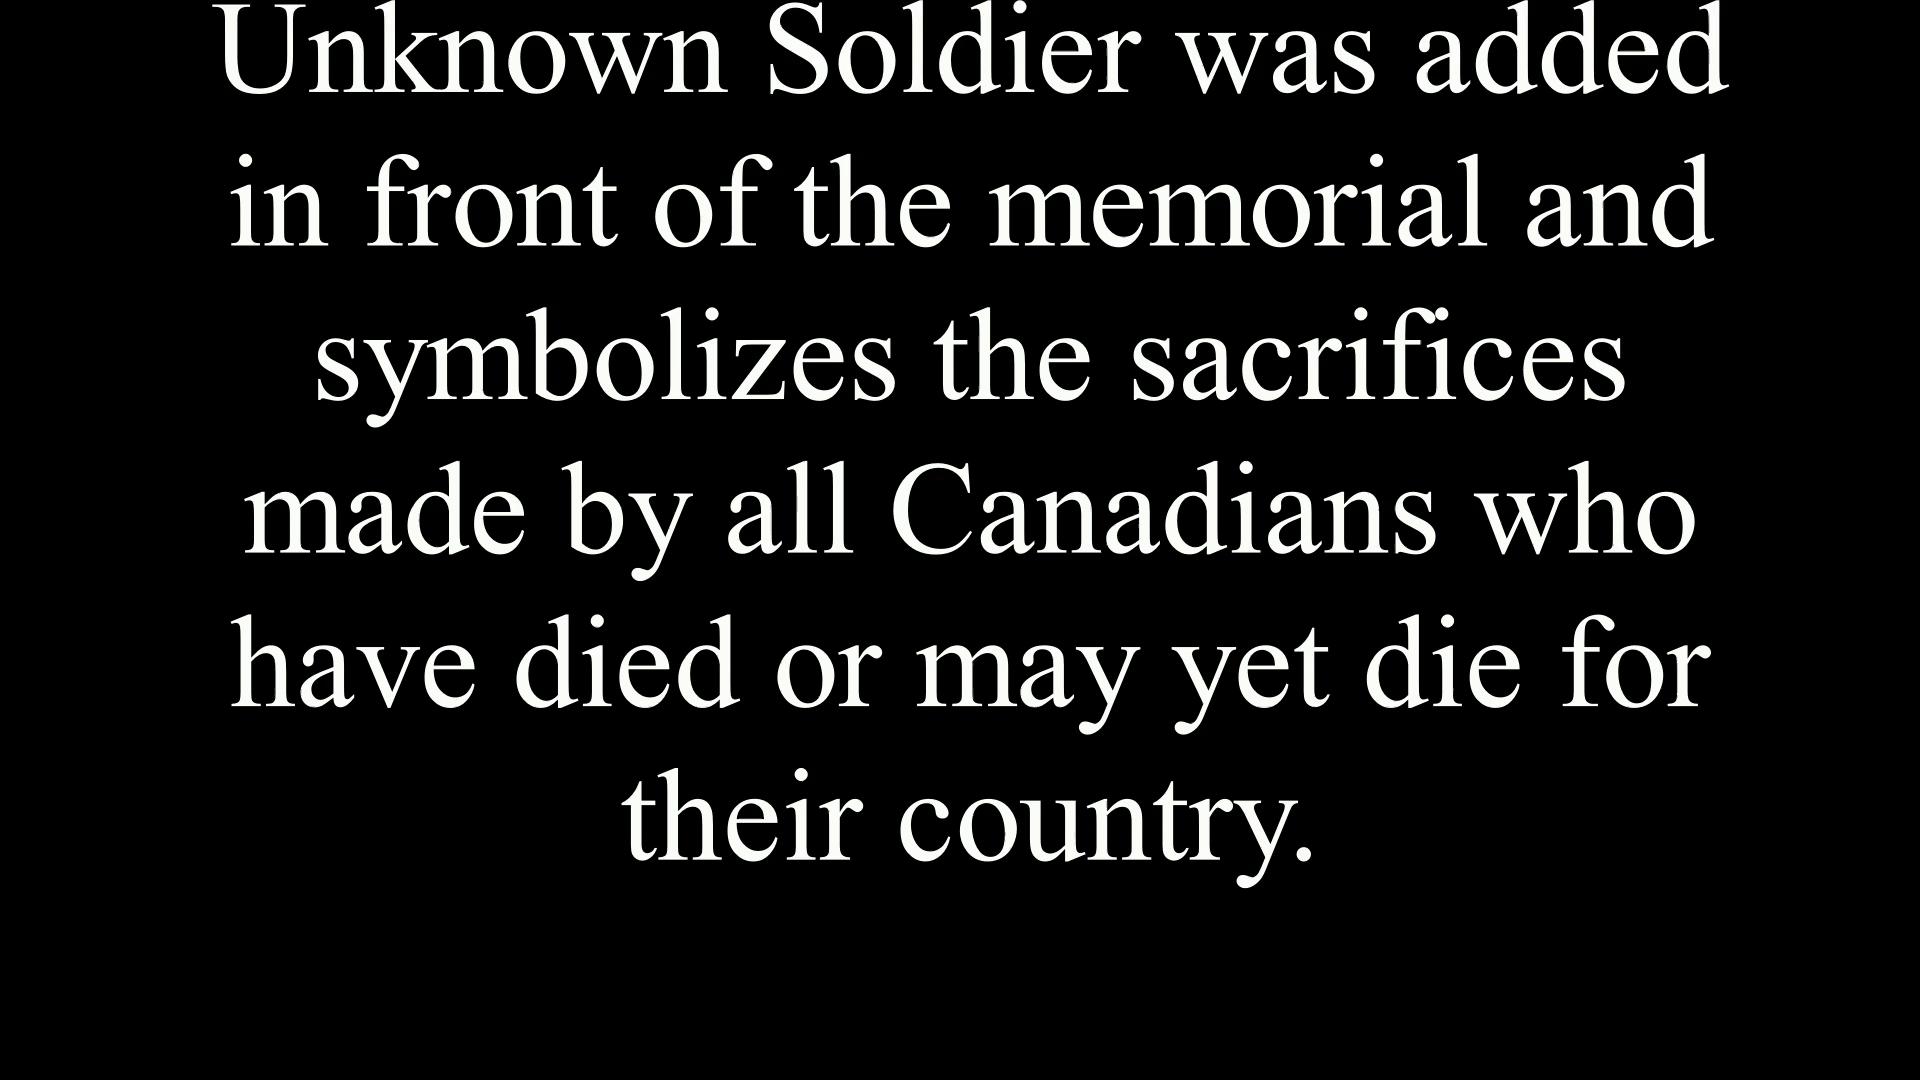 Unknown Soldier was added
in front of the memorial and
symbolizes the sacrifices
made by all Canadians who
have died or may yet die for
their country.